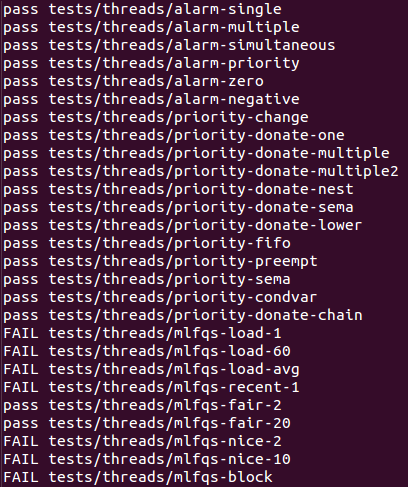 pass tests/threads/alarm-single
pass tests/threads/alarm-multiple
pass tests/threads/alarm-simultaneous
pass tests/threads/alarm-priority
pass tests/threads/alarm-zero
pass tests/threads/alarm-negative
pass tests/threads/priority-change
pass tests/threads/priority-donate-one
pass tests/threads/priority-donate-multiple
pass tests/threads/priority-donate-multiple2
pass tests/threads/priority-donate-nest
pass tests/threads/priority-donate-sema
pass tests/threads/priority-donate-lower
pass tests/threads/priority-fifo
pass tests/threads/priority-preempt
pass tests/threads/priority-sema
pass tests/threads/priority-condvar
pass tests/threads/priority-donate-chain
FAIL tests/threads/mlfqs-load-1
FAIL tests/threads/mlfqs-load-60
FAIL tests/threads/mlfqs-load-avg
FAIL tests/threads/mlfqs-recent-1
pass tests/threads/mlfqs-fair-2
pass tests/threads/mlfqs-fair-20
FAIL tests/threads/mlfqs-nice-2
FAIL tests/threads/mlfqs-nice-10
FAIL tests/threads/mlfqs-block